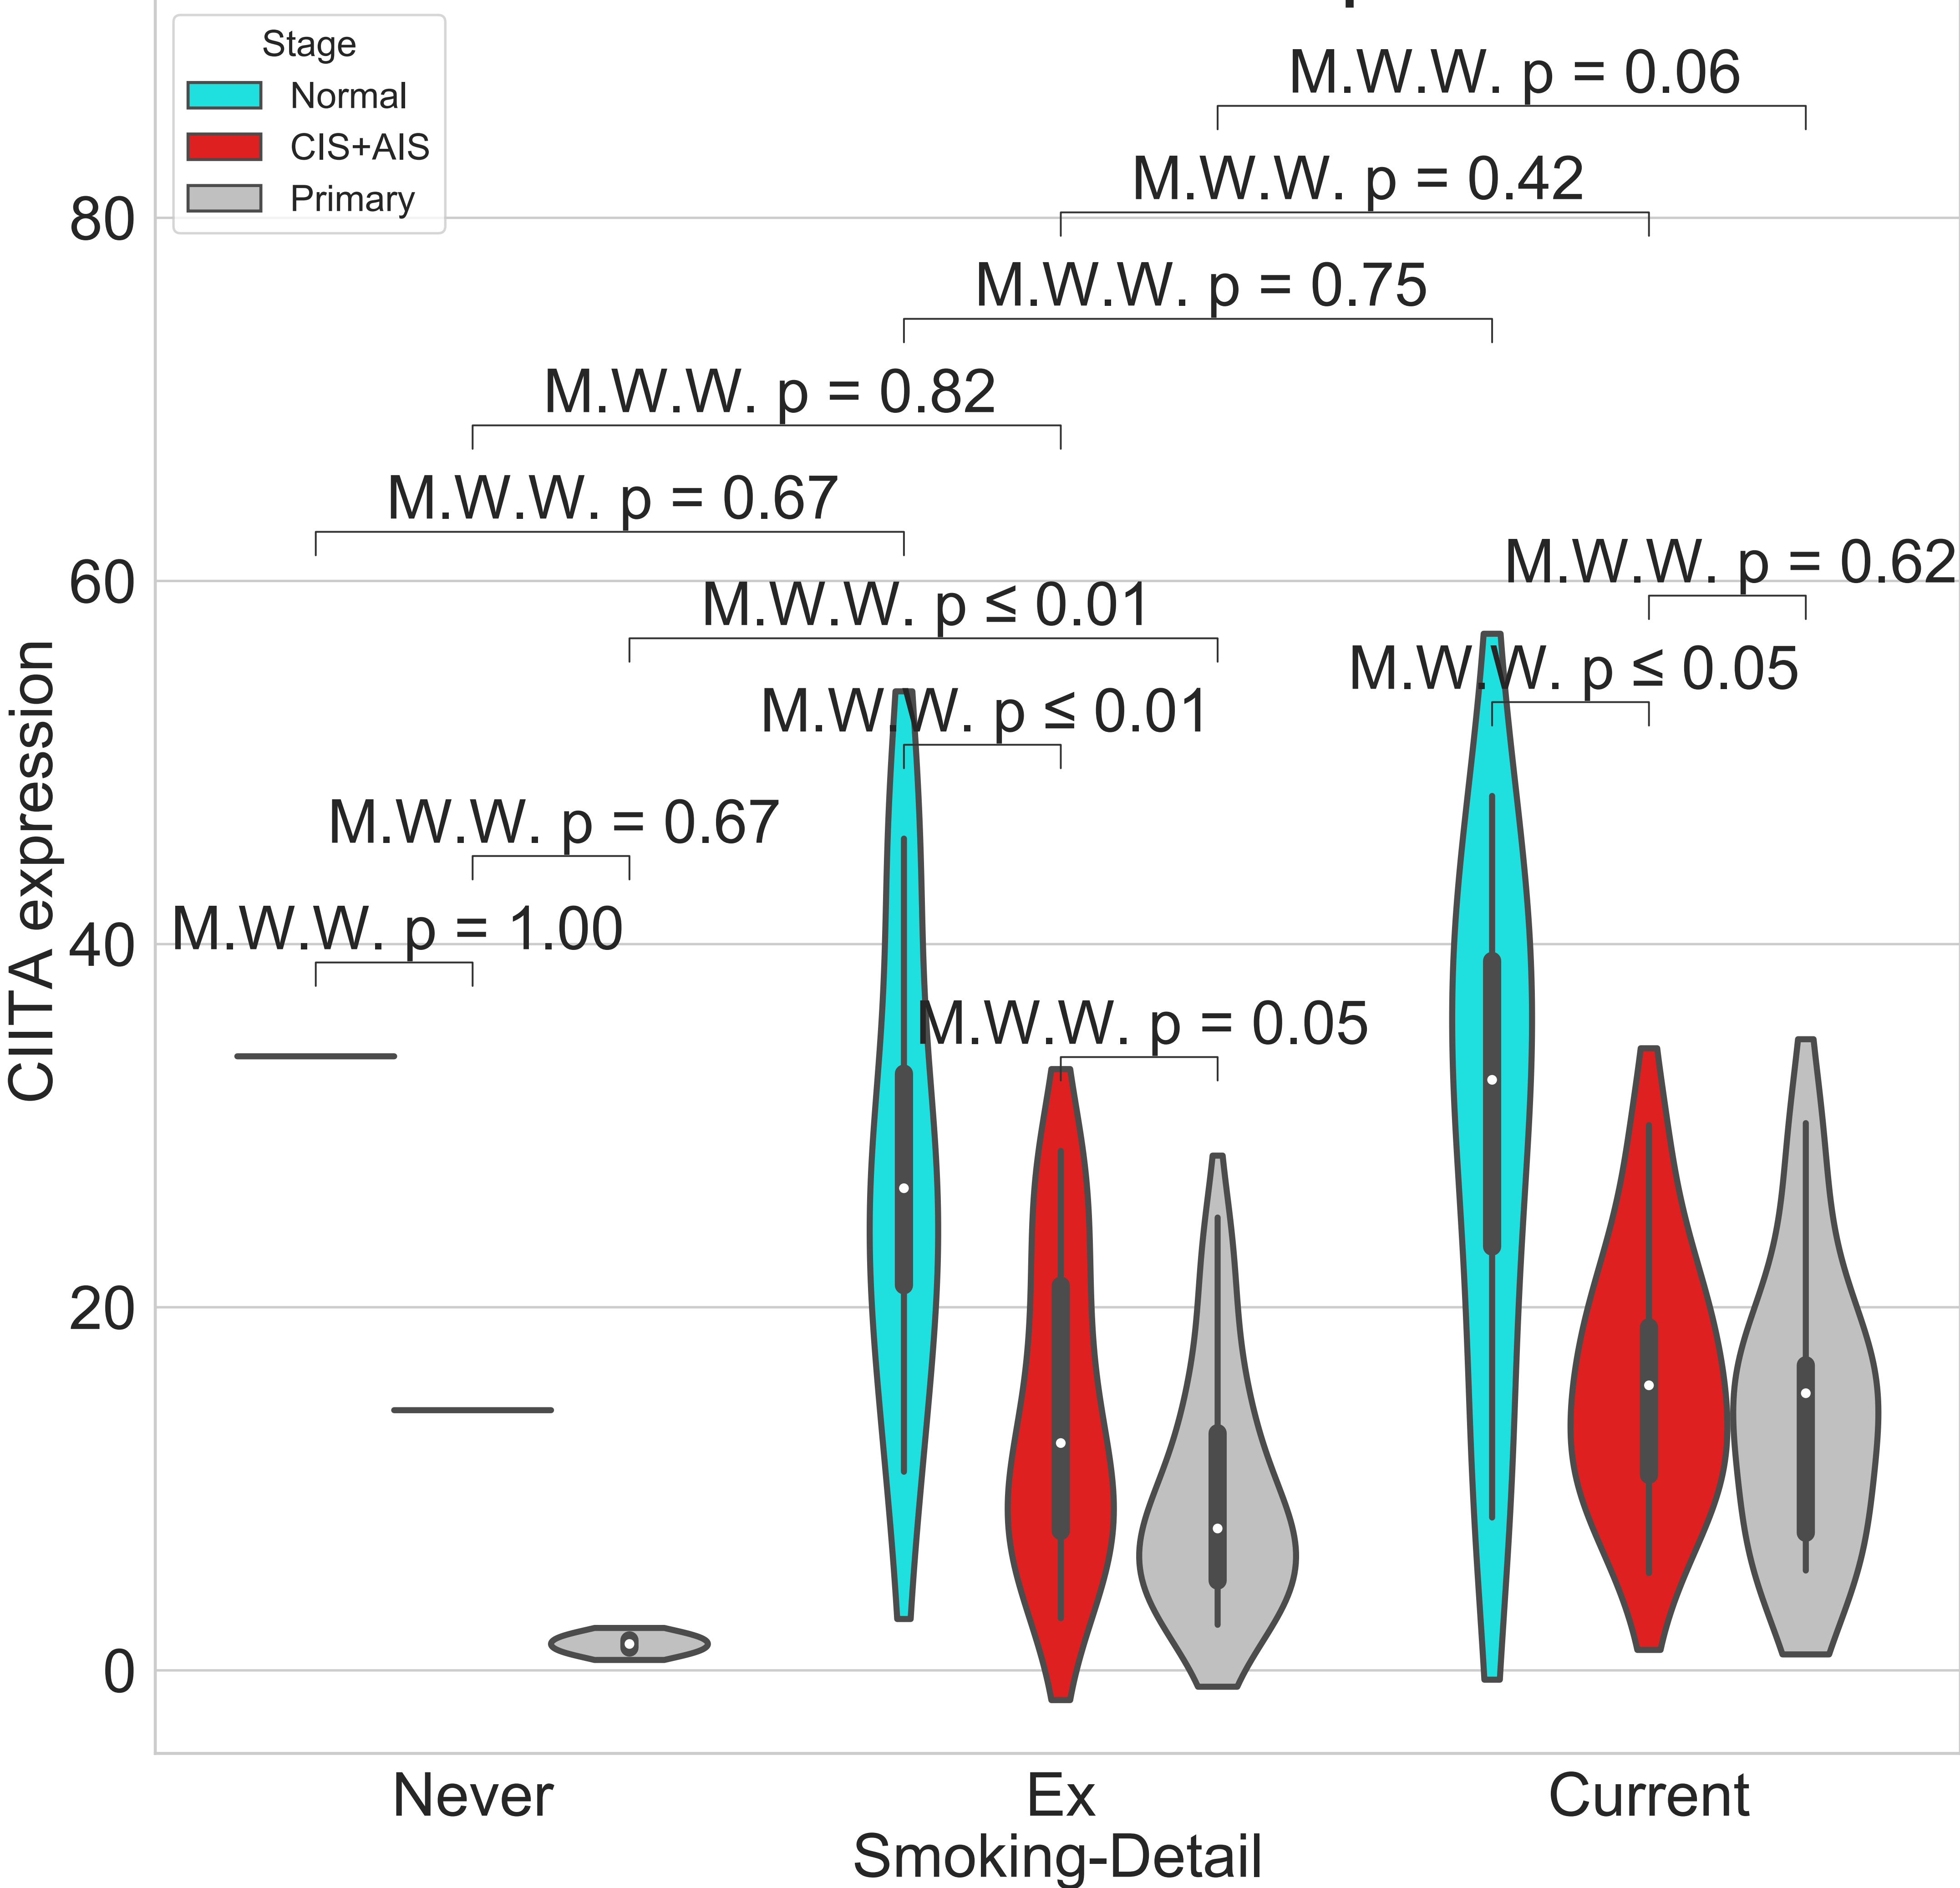 Stage
Normal
CIS+AIS
Primary
M.W.W. p = 0.06
M.W.W. p = 0.42
M.W.W. p = 0.75
M.W.W. p = 0.82
M.W.W. p = 0.67
M.W.W. p = 0.62
M.W.W. p ≤ 0.01
M.W.W. p ≤ 0.05
M.W.W. p ≤ 0.01
M.W.W. p = 0.67
M.W.W. p = 1.00
M.W.W. p = 0.05
CIITA expression
80
60
40
20
0
Never
Ex
Current
Smoking-Detail